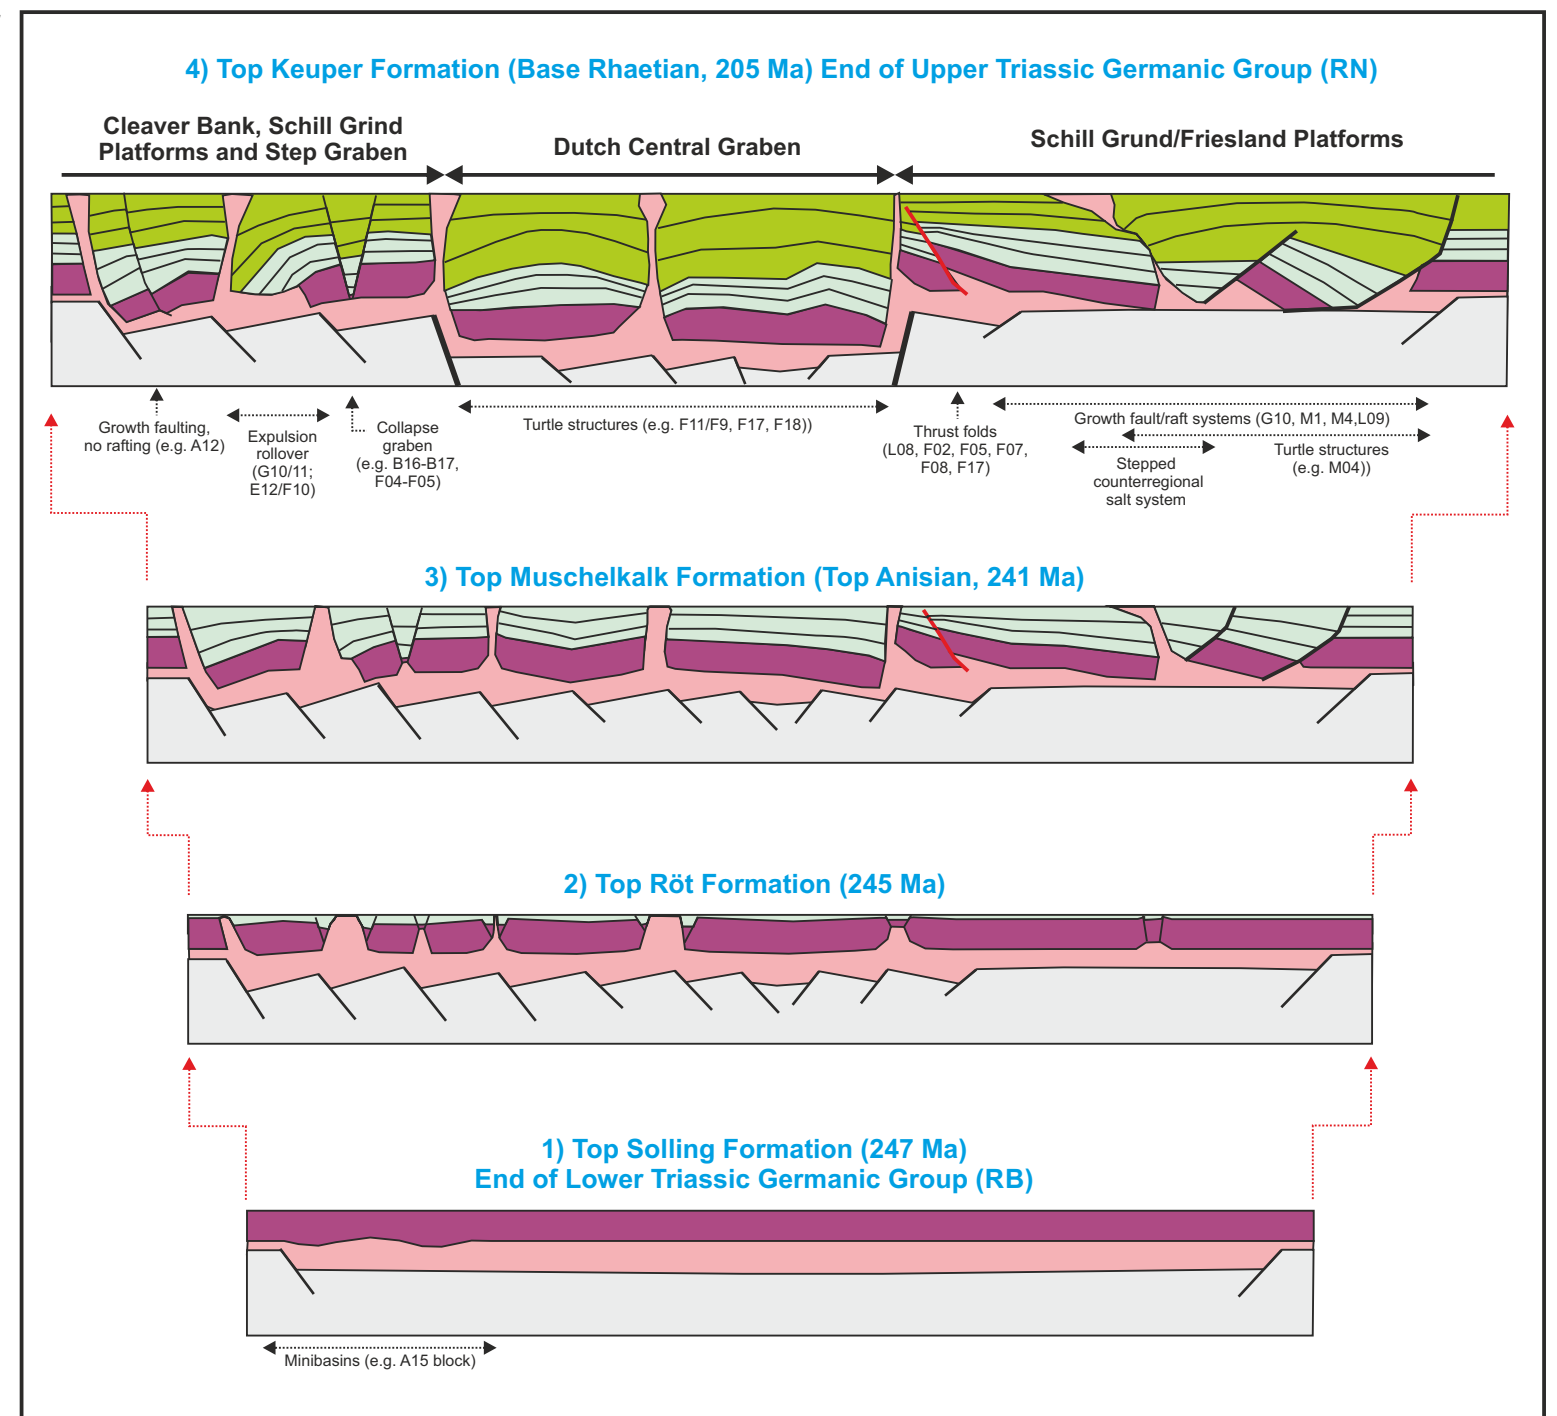 4) Top Keuper Formation (Base Rhaetian, 205 Ma) End of Upper Triassic Germanic Group (RN)
Cleaver Bank, Schill Grind
Platforms and Step Graben
Dutch Central Graben
Schill Grund/Friesland Platforms
Growth faulting,
no rafting (e.g. A12)
Expulsion
rollover
(G10/11;
E12/F10)
Collapse
graben
(e.g. B16-B17,
F04-F05)
Turtle structures (e.g. F11/F9, F17, F18))
Thrust folds
(L08, F02, F05, F07,
F08, F17)
Growth fault/raft systems (G10, M1, M4,L09)
Stepped
counterregional
salt system
Turtle structures
(e.g. M04))
3) Top Muschelkalk Formation (Top Anisian, 241 Ma)
2) Top Röt Formation (245 Ma)
1) Top Solling Formation (247 Ma)
End of Lower Triassic Germanic Group (RB)
Minibasins (e.g. A15 block)